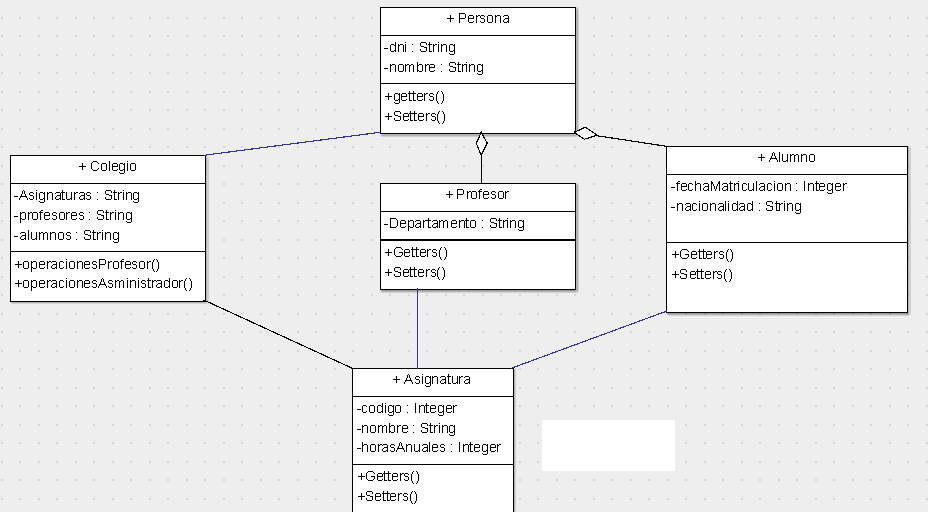 + Persona
-dni : String
-nombre : String
+getters()
+Setters()
+ Colegio
-Asignaturas : String
-profesores : String
-alumnos : String
+operacionesProfesor()
+operacionesAsministrador()
+ Profesor
-Departamento : String
+Getters()
+Setters()
+ Alumno
-fechaMatriculacion : Integer
-nacionalidad : String
+Getters()
+Setters()
+ Asignatura
-codigo : Integer
-nombre : String
-horasAnuales : Integer
+Getters()
+Setters()